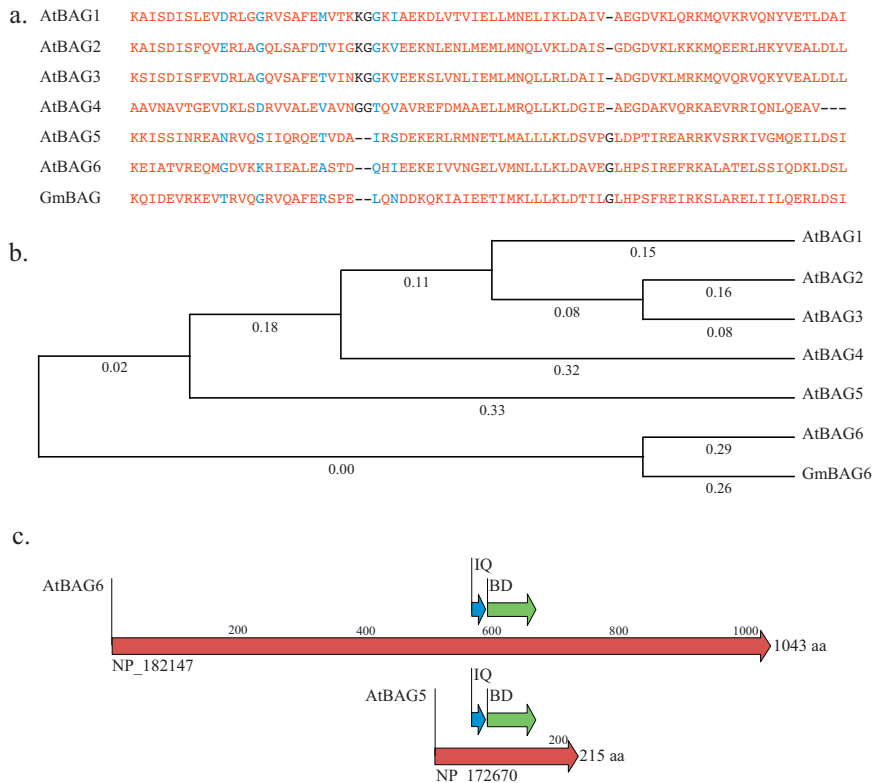 a.
AtBAG1 KAISDISLEVDRLGGRVSAFEMVTKKGGKIAEKDLVTVIELLMNELIKLDAIV-AEGDVKLQRKMQVKRVQNYVETLDAI
AtBAG2 KAISDISFQVERLAGQLSAFDTVIGKGGKVEEKNLENLMEMLMNQLVKLDAIS-GDGDVKLKKKMQEERLHKYVEALDLL
AtBAG3 KSISDISFEVDRLAGQVSAFETVINKGGKVEEKSLVNLIEMLMNQLLRLDAII-ADGDVKLMRKMQVQRVQKYVEALDLL
AtBAG4 AAVNAVTGEVDKLSDRVVALEVAVNGGTQVAVREFDMAAELLMRQLLKLDGIE-AEGDAKVQRKAEVRRIQNLQEAV---
AtBAG5 KKISSINREANRVQSIIQRQETVDA--IRSDEKERLRMNETLMALLLKLDSVPGLDPTIREARRKVSRKIVGMQEILDSI
AtBAG6 KEIATVREQMGDVKKRIEALEASTD--QHIEEKEIVVNGELVMNLLLKLDAVEGLHPSIREFRKALATELSSIQDKLDSL
GmBAG KQIDEVRKEVTRVQGRVQAFERSPE--LQNDDKQKIAIEETIMKLLLKLDTILGLHPSFREIRKSLARELIILQERLDSI
b.
AtBAG1
0.15
0.11
AtBAG2
0.16
0.08
AtBAG3
0.08
0.18
AtBAG4
0.32
0.02
AtBAG5
0.33
AtBAG6
0.29
0.00
GmBAG6
0.26
c.
IQ
AtBAG6 BD
200 400 600 800 1000
1043 aa
NP_182147
IQ
AtBAG5 BD
200
215 aa
NP_172670